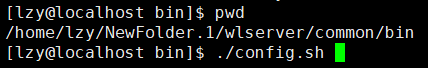 [lzy@localhost bin]$ pwd
/home/lzy/NewFolder.1/wlserver/common/bin
[lzy@localhost bin]$ ./config.sh